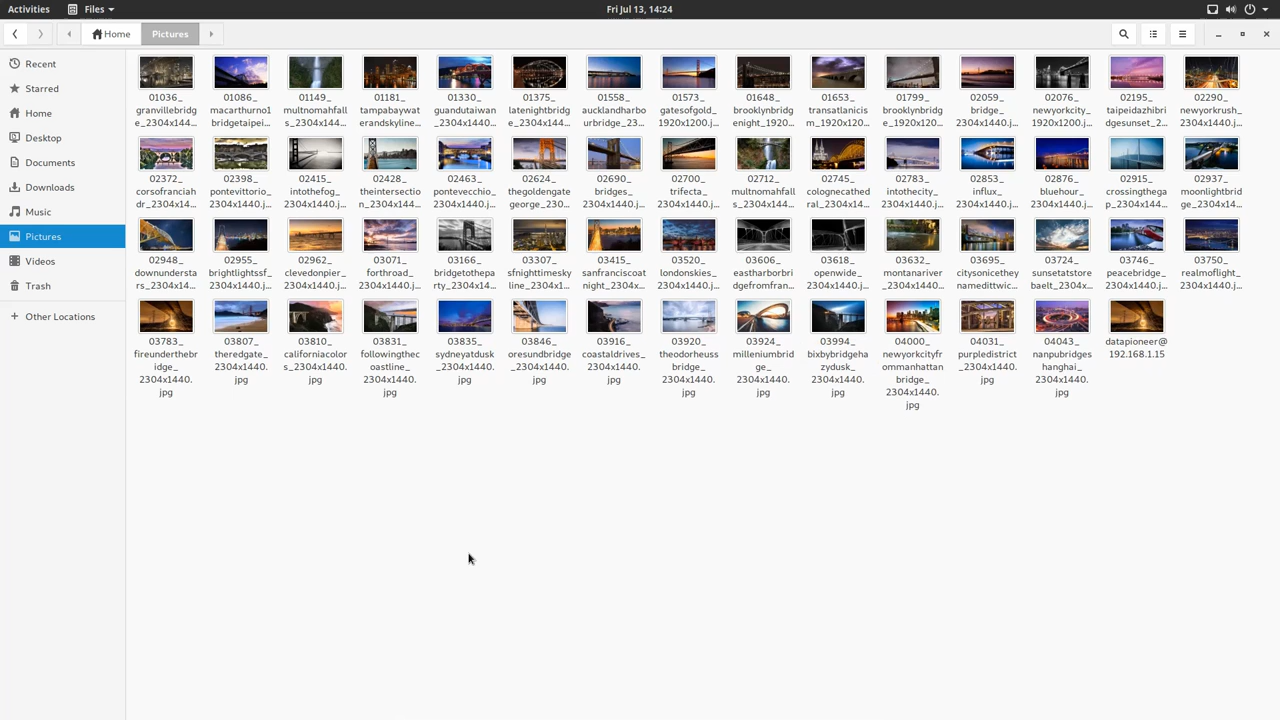 Activities
Files
Fri Jul 13, 14:24
Home
Pictures
Recent
Starred
Home
Desktop
Documents
Downloads
Music
Pictures
Videos
Trash
Other Locations
01036_
granvillebridg
e_2304x144...
01086_
macarthurno1
bridgetaipei...
01149_
multnomahfall
s_2304x144...
01181_
tampabaywat
erandskyline...
01330_
guandutaiwan
_2304x1440...
01375_
latenightbridg
e_2304x144...
01558_
aucklandharbo
urbridge_23...
01573_
gatesofgold_
1920x1200.j...
01648_
brooklynbridg
enight_1920...
01653_
transatlanicis
m_1920x120...
01799_
brooklynbridg
e_1920x120...
02059_
bridge_
2304x1440.j...
02076_
newyorkcity_
1920x1200.j...
02195_
taipeidazhibri
dgesunset_2...
02290_
newyorkrush_
2304x1440.j...
02372_
corsofranciah
dr_2304x14...
02398_
pontevittorio_
2304x1440.j...
02415_
intothefog_
2304x1440.j...
02428_
theintersectio
n_2304x144...
02463_
pontevecchio_
2304x1440.j...
02624_
thegoldengate
george_230...
02690_
bridges_
2304x1440.j...
02700_
trifecta_
2304x1440.j...
02712_
multnomahfall
s_2304x144...
02745_
colognecathed
ral_2304x14...
02783_
intothecity_
2304x1440.j...
02853_
influx_
2304x1440.j...
02876_
bluehour_
2304x1440.j...
02915_
crossingthega
p_2304x144...
02937_
moonlightbrid
ge_2304x14...
02948_
downundersta
rs_2304x14...
02955_
brightlightssf_
2304x1440.j...
02962_
clevedonpier_
2304x1440.j...
03071_
forthroad_
2304x1440.j...
03166_
bridgetothepa
rty_2304x14...
03307_
sfnighttimesky
line_2304x1...
03415_
sanfranciscoat
night_2304x...
03520_
londonskies_
2304x1440.j...
03606_
eastharborbri
dgefromfran...
03618_
openwide_
2304x1440.j...
03632_
montanariver
_2304x1440...
03695_
citysonicethey
namedittwic...
03724_
sunsetatstore
baelt_2304x...
03746_
peacebridge_
2304x1440.j...
03750_
realmoflight_
2304x1440.j...
03783_
fireunderthebr
idge_
2304x1440.
jpg
03807_
theredgate_
2304x1440.
jpg
03810_
californiacolor
s_2304x1440.
jpg
03831_
followingthec
oastline_
2304x1440.
jpg
03835_
sydneyatdusk
_2304x1440.
jpg
03846_
oresundbridge
_2304x1440.
jpg
03916_
coastaldrives_
2304x1440.
jpg
03920_
theodorheuss
bridge_
2304x1440.
jpg
03924_
milleniumbrid
ge_
2304x1440.
jpg
03994_
bixbybridgeha
zydusk_
2304x1440.
jpg
04000_
newyorkcityfr
ommanhattan
bridge_
2304x1440.
jpg
04031_
purpledistrict
_2304x1440.
jpg
04043_
nanpubridges
hanghai_
2304x1440.
jpg
datapioneer@
192.168.1.15